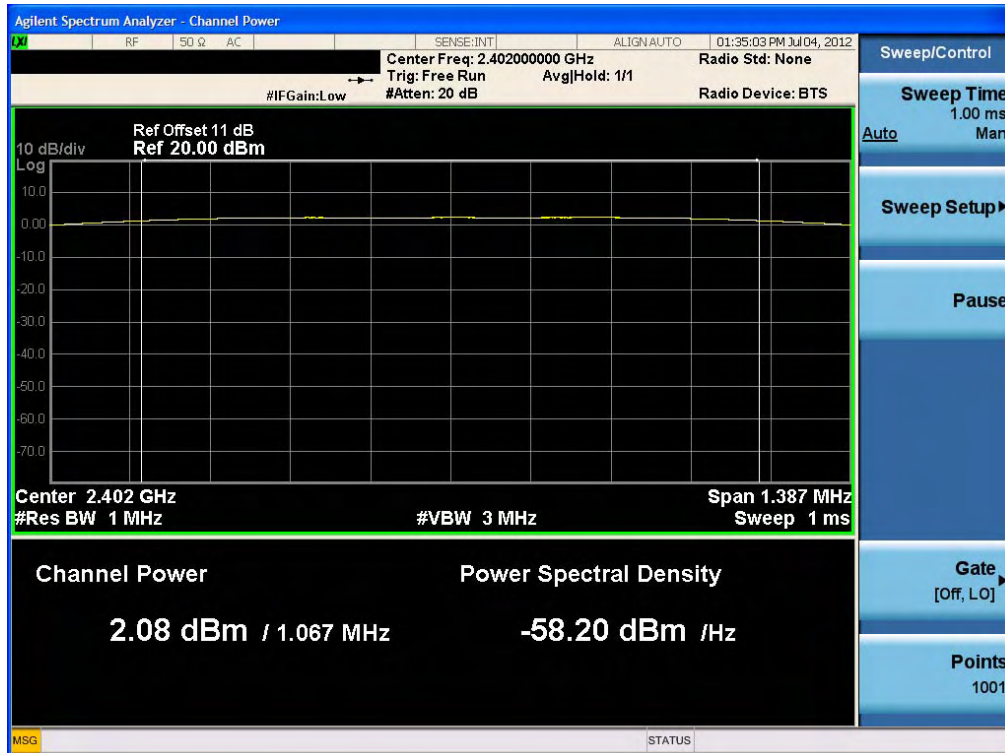 Agilent Spectrum Analyzer - Channel Power
LXI RF 50 Ω AC SENSE:INT ALIGN AUTO 01:35:03 PM Jul 04, 2012
Center Freq: 2.402000000 GHz Radio Std: None
Trig: Free Run Avg|Hold: 1/1
#IFGain:Low #Atten: 20 dB Radio Device: BTS
Ref Offset 11 dB
10 dB/div Ref 20.00 dBm
Log
10.0
0.00
-10.0
-20.0
-30.0
-40.0
-50.0
-60.0
-70.0
Center 2.402 GHz Span 1.387 MHz
#Res BW 1 MHz #VBW 3 MHz Sweep 1 ms
Channel Power Power Spectral Density
2.08 dBm / 1.067 MHz -58.20 dBm /Hz
MSG STATUS
Sweep/Control
Sweep Time
1.00 ms
Auto Man
Sweep Setup
Pause
Gate
[Off, LO]
Points
1001